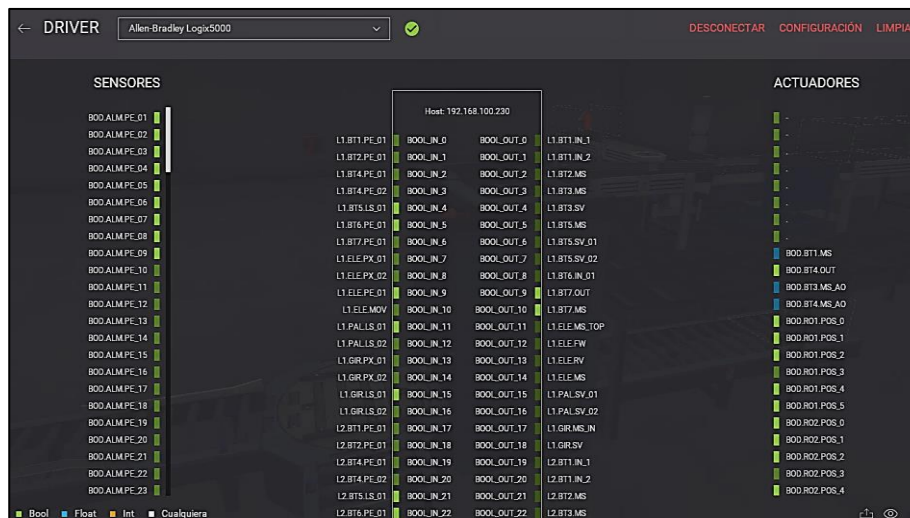 ← DRIVER Allen-Bradley Logix5000 DESCONECTAR CONFIGURACIÓN LIMPIA
SENSORES
BOD.ALM.PE_01
BOD.ALM.PE_02
BOD.ALM.PE_03
BOD.ALM.PE_04
BOD.ALM.PE_05
BOD.ALM.PE_06
BOD.ALM.PE_07
BOD.ALM.PE_08
BOD.ALM.PE_09
BOD.ALM.PE_10
BOD.ALM.PE_11
BOD.ALM.PE_12
BOD.ALM.PE_13
BOD.ALM.PE_14
BOD.ALM.PE_15
BOD.ALM.PE_16
BOD.ALM.PE_17
BOD.ALM.PE_18
BOD.ALM.PE_19
BOD.ALM.PE_20
BOD.ALM.PE_21
BOD.ALM.PE_22
BOD.ALM.PE_23
Host: 192.168.100.230
L1.BT1.PE_01 BOOL_IN_0 BOOL_OUT_0 L1.BT1.IN_1
L1.BT2.PE_01 BOOL_IN_1 BOOL_OUT_1 L1.BT1.IN_2
L1.BT4.PE_01 BOOL_IN_2 BOOL_OUT_2 L1.BT2.MS
L1.BT4.PE_02 BOOL_IN_3 BOOL_OUT_3 L1.BT3.MS
L1.BT5.LS_01 BOOL_IN_4 BOOL_OUT_4 L1.BT3.SV
L1.BT6.PE_01 BOOL_IN_5 BOOL_OUT_5 L1.BT5.MS
L1.BT7.PE_01 BOOL_IN_6 BOOL_OUT_6 L1.BT5.SV_01
L1.ELE.PX_01 BOOL_IN_7 BOOL_OUT_7 L1.BT5.SV_02
L1.ELE.PX_02 BOOL_IN_8 BOOL_OUT_8 L1.BT6.IN_01
L1.ELE.PE_01 BOOL_IN_9 BOOL_OUT_9 L1.BT7.OUT
L1.ELE.MOV BOOL_IN_10 BOOL_OUT_10 L1.BT7.MS
L1.PAL.LS_01 BOOL_IN_11 BOOL_OUT_11 L1.ELE.MS_TOP
L1.PAL.LS_02 BOOL_IN_12 BOOL_OUT_12 L1.ELE.FW
L1.GIR.PX_01 BOOL_IN_13 BOOL_OUT_13 L1.ELE.RV
L1.GIR.PX_02 BOOL_IN_14 BOOL_OUT_14 L1.ELE.MS
L1.GIR.LS_01 BOOL_IN_15 BOOL_OUT_15 L1.PAL.SV_01
L1.GIR.LS_02 BOOL_IN_16 BOOL_OUT_16 L1.PAL.SV_02
L2.BT1.PE_01 BOOL_IN_17 BOOL_OUT_17 L1.GIR.MS_IN
L2.BT2.PE_01 BOOL_IN_18 BOOL_OUT_18 L1.GIR.SV
L2.BT4.PE_01 BOOL_IN_19 BOOL_OUT_19 L2.BT1.IN_1
L2.BT4.PE_02 BOOL_IN_20 BOOL_OUT_20 L2.BT1.IN_2
L2.BT5.LS_01 BOOL_IN_21 BOOL_OUT_21 L2.BT2.MS
L2.BT6.PE_01 BOOL_IN_22 BOOL_OUT_22 L2.BT3.MS
ACTUADORES
-
-
-
-
-
-
-
-
BOD.BT1.MS
BOD.BT4.OUT
BOD.BT3.MS_AO
BOD.BT4.MS_AO
BOD.RO1.POS_0
BOD.RO1.POS_1
BOD.RO1.POS_2
BOD.RO1.POS_3
BOD.RO1.POS_4
BOD.RO1.POS_5
BOD.RO2.POS_0
BOD.RO2.POS_1
BOD.RO2.POS_2
BOD.RO2.POS_3
BOD.RO2.POS_4
Bool Float Int Cualquiera